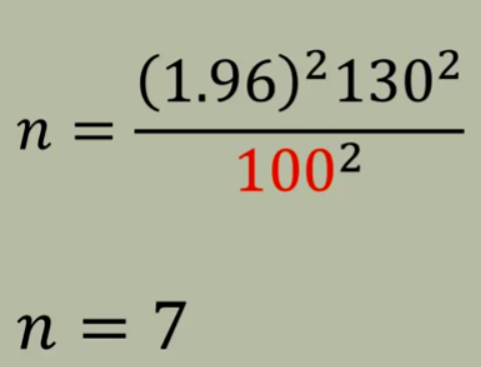 n = (1.96)²130² / 100²
n = 7